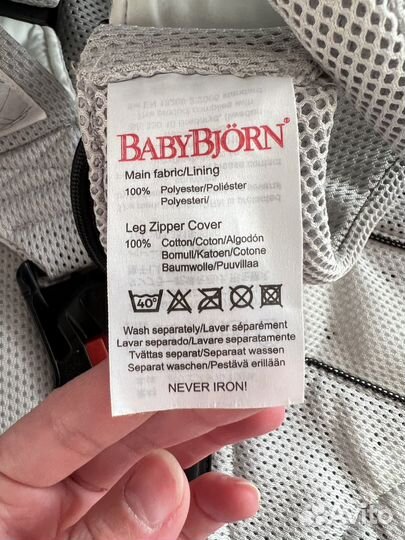 BABYBJÖRN®
Main fabric/Lining
100% Polyester/Poliéster
Polyesteri/
Leg Zipper Cover
100% Cotton/Coton/Algodón
Bomull/Katoen/Cotone
Baumwolle/Puuvillaa
40°
Wash separately/Laver séparément
Lavar separado/Lavare separatamente
Tvättas separat/Separaat wassen
Separat waschen/Pestävä erillään
NEVER IRON!
Avito